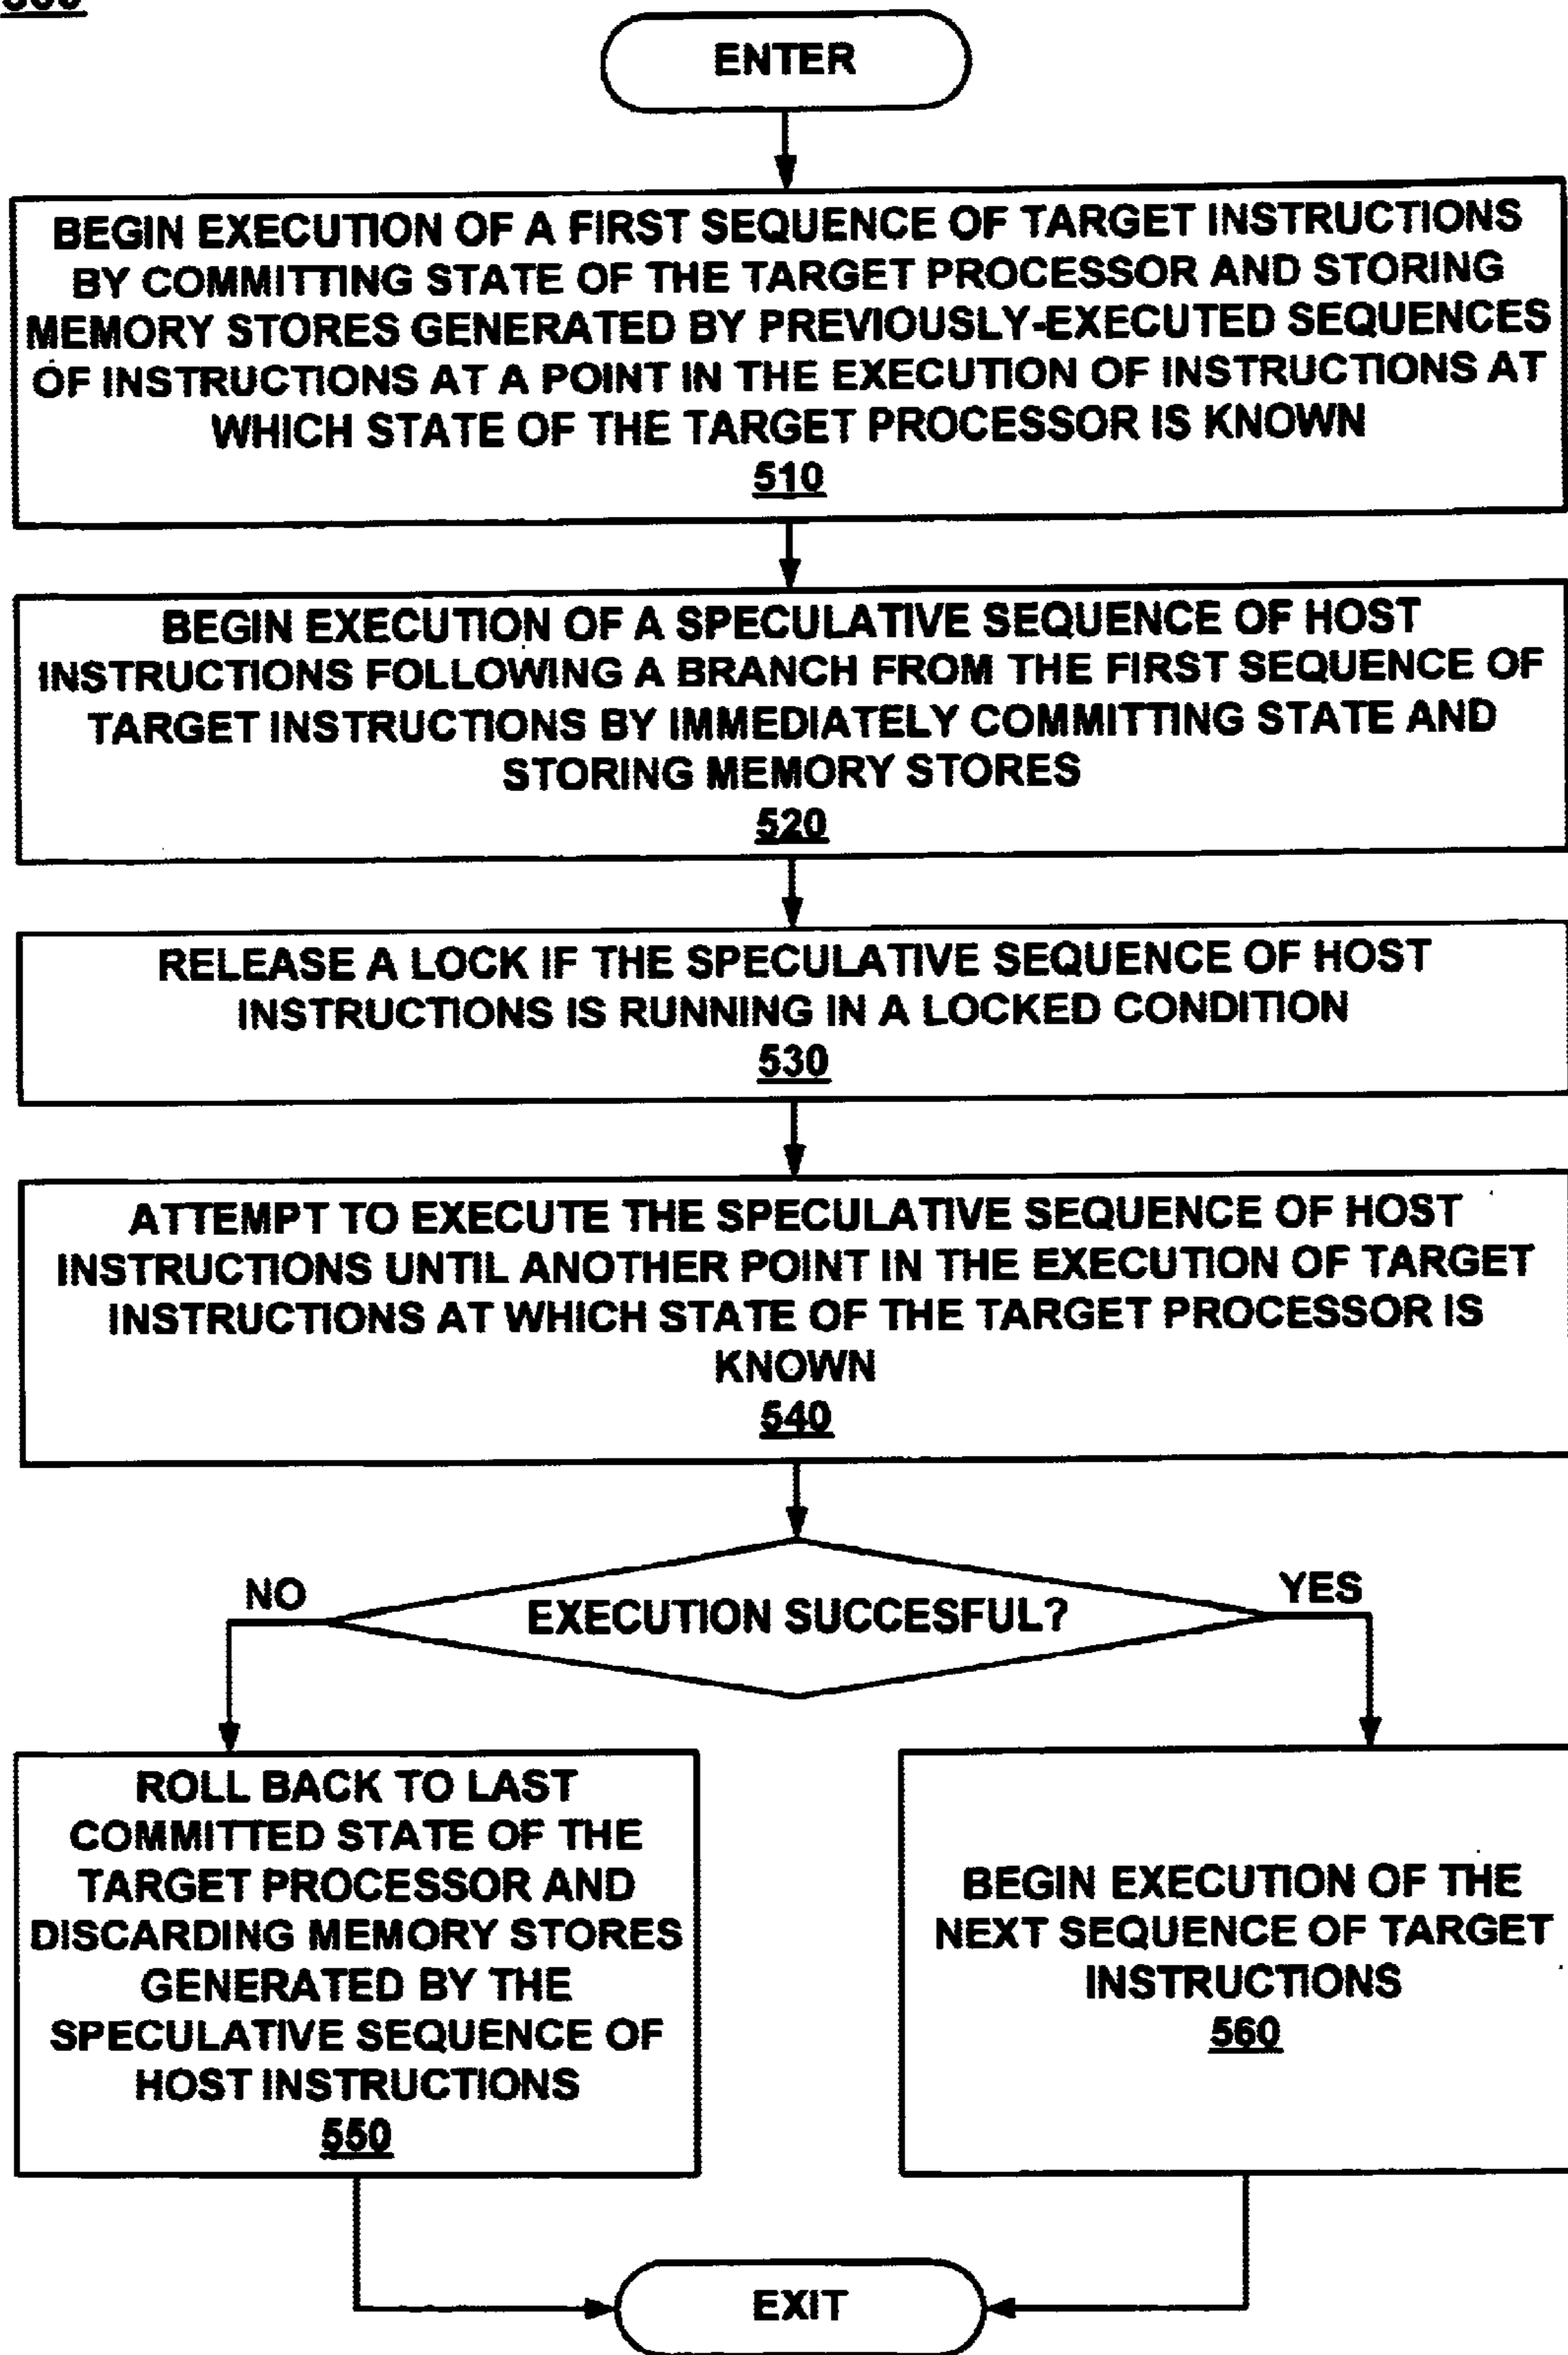 ENTER
BEGIN EXECUTION OF A FIRST SEQUENCE OF TARGET INSTRUCTIONS
BY COMMITTING STATE OF THE TARGET PROCESSOR AND STORING
MEMORY STORES GENERATED BY PREVIOUSLY-EXECUTED SEQUENCES
OF INSTRUCTIONS AT A POINT IN THE EXECUTION OF INSTRUCTIONS AT
WHICH STATE OF THE TARGET PROCESSOR IS KNOWN
510
BEGIN EXECUTION OF A SPECULATIVE SEQUENCE OF HOST
INSTRUCTIONS FOLLOWING A BRANCH FROM THE FIRST SEQUENCE OF
TARGET INSTRUCTIONS BY IMMEDIATELY COMMITTING STATE AND
STORING MEMORY STORES
520
RELEASE A LOCK IF THE SPECULATIVE SEQUENCE OF HOST
INSTRUCTIONS IS RUNNING IN A LOCKED CONDITION
530
ATTEMPT TO EXECUTE THE SPECULATIVE SEQUENCE OF HOST
INSTRUCTIONS UNTIL ANOTHER POINT IN THE EXECUTION OF TARGET
INSTRUCTIONS AT WHICH STATE OF THE TARGET PROCESSOR IS
KNOWN
540
NO
EXECUTION SUCCESFUL?
YES
ROLL BACK TO LAST
COMMITTED STATE OF THE
TARGET PROCESSOR AND
DISCARDING MEMORY STORES
GENERATED BY THE
SPECULATIVE SEQUENCE OF
HOST INSTRUCTIONS
550
BEGIN EXECUTION OF THE
NEXT SEQUENCE OF TARGET
INSTRUCTIONS
560
EXIT